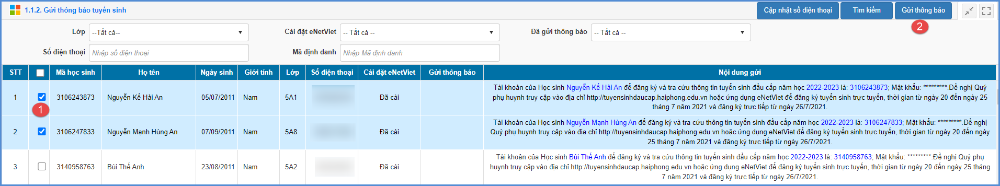 1.1.2. Gửi thông báo tuyển sinh
Cập nhật số điện thoại Tìm kiếm Gửi thông báo
2
Lớp --Tất cả-- Cài đặt eNetViet -- Tất cả -- Đã gửi thông báo -- Tất cả --
Số điện thoại Nhập số điện thoại Mã định danh Nhập Mã định danh
STT Mã học sinh Họ tên Ngày sinh Giới tính Lớp Số điện thoại Cài đặt eNetViet Gửi thông báo Nội dung gửi
1 3106243873 Nguyễn Kế Hải An 05/07/2011 Nam 5A1 Đã cài
Tài khoản của Học sinh Nguyễn Kế Hải An để đăng ký và tra cứu thông tin tuyển sinh đầu cấp năm học 2022-2023 là: 3106243873; Mật khẩu: *********.Đề nghị Quý
phụ huynh truy cập vào địa chỉ http://tuyensinhdaucap.haiphong.edu.vn hoặc ứng dụng eNetViet để đăng ký tuyển sinh trực tuyến, thời gian từ ngày 20 đến ngày 25
tháng 7 năm 2021 và đăng ký trực tiếp từ ngày 26/7/2021.
1
2 3106247833 Nguyễn Mạnh Hùng An 07/09/2011 Nam 5A8 Đã cài
Tài khoản của Học sinh Nguyễn Mạnh Hùng An để đăng ký và tra cứu thông tin tuyển sinh đầu cấp năm học 2022-2023 là: 3106247833; Mật khẩu: *********.Đề nghị
Quý phụ huynh truy cập vào địa chỉ http://tuyensinhdaucap.haiphong.edu.vn hoặc ứng dụng eNetViet để đăng ký tuyển sinh trực tuyến, thời gian từ ngày 20 đến ngày
25 tháng 7 năm 2021 và đăng ký trực tiếp từ ngày 26/7/2021.
3 3140958763 Bùi Thế Anh 23/08/2011 Nam 5A2 Đã cài
Tài khoản của Học sinh Bùi Thế Anh để đăng ký và tra cứu thông tin tuyển sinh đầu cấp năm học 2022-2023 là: 3140958763; Mật khẩu: *********.Đề nghị Quý phụ
huynh truy cập vào địa chỉ http://tuyensinhdaucap.haiphong.edu.vn hoặc ứng dụng eNetViet để đăng ký tuyển sinh trực tuyến, thời gian từ ngày 20 đến ngày 25 tháng
7 năm 2021 và đăng ký trực tiếp từ ngày 26/7/2021.